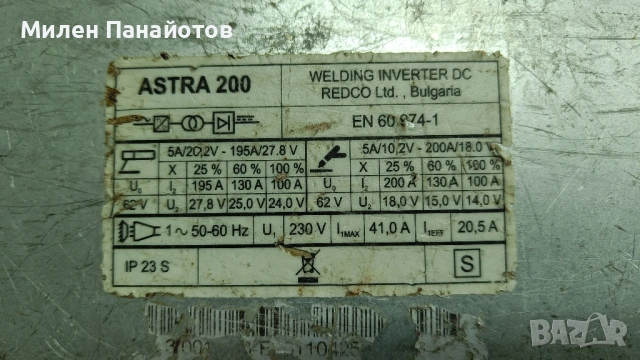 Милен Панайотов
ASTRA 200
WELDING INVERTER DC
REDCO Ltd. , Bulgaria
EN 60 974-1
5A/20,2V - 195A/27.8 V
5A/10,2V - 200A/18.0 V
X 25 % 60 % 100 %
X 25 % 60 % 100 %
U₀ I₂ 195 A 130 A 100 A
U₀ I₂ 200 A 130 A 100 A
62 V U₂ 27,8 V 25,0 V 24,0 V
62 V U₂ 18,0 V 15,0 V 14,0 V
1 ~ 50-60 Hz U₁ 230 V I₁MAX 41,0 A I₁EFF 20,5 A
IP 23 S
S
BAZAR